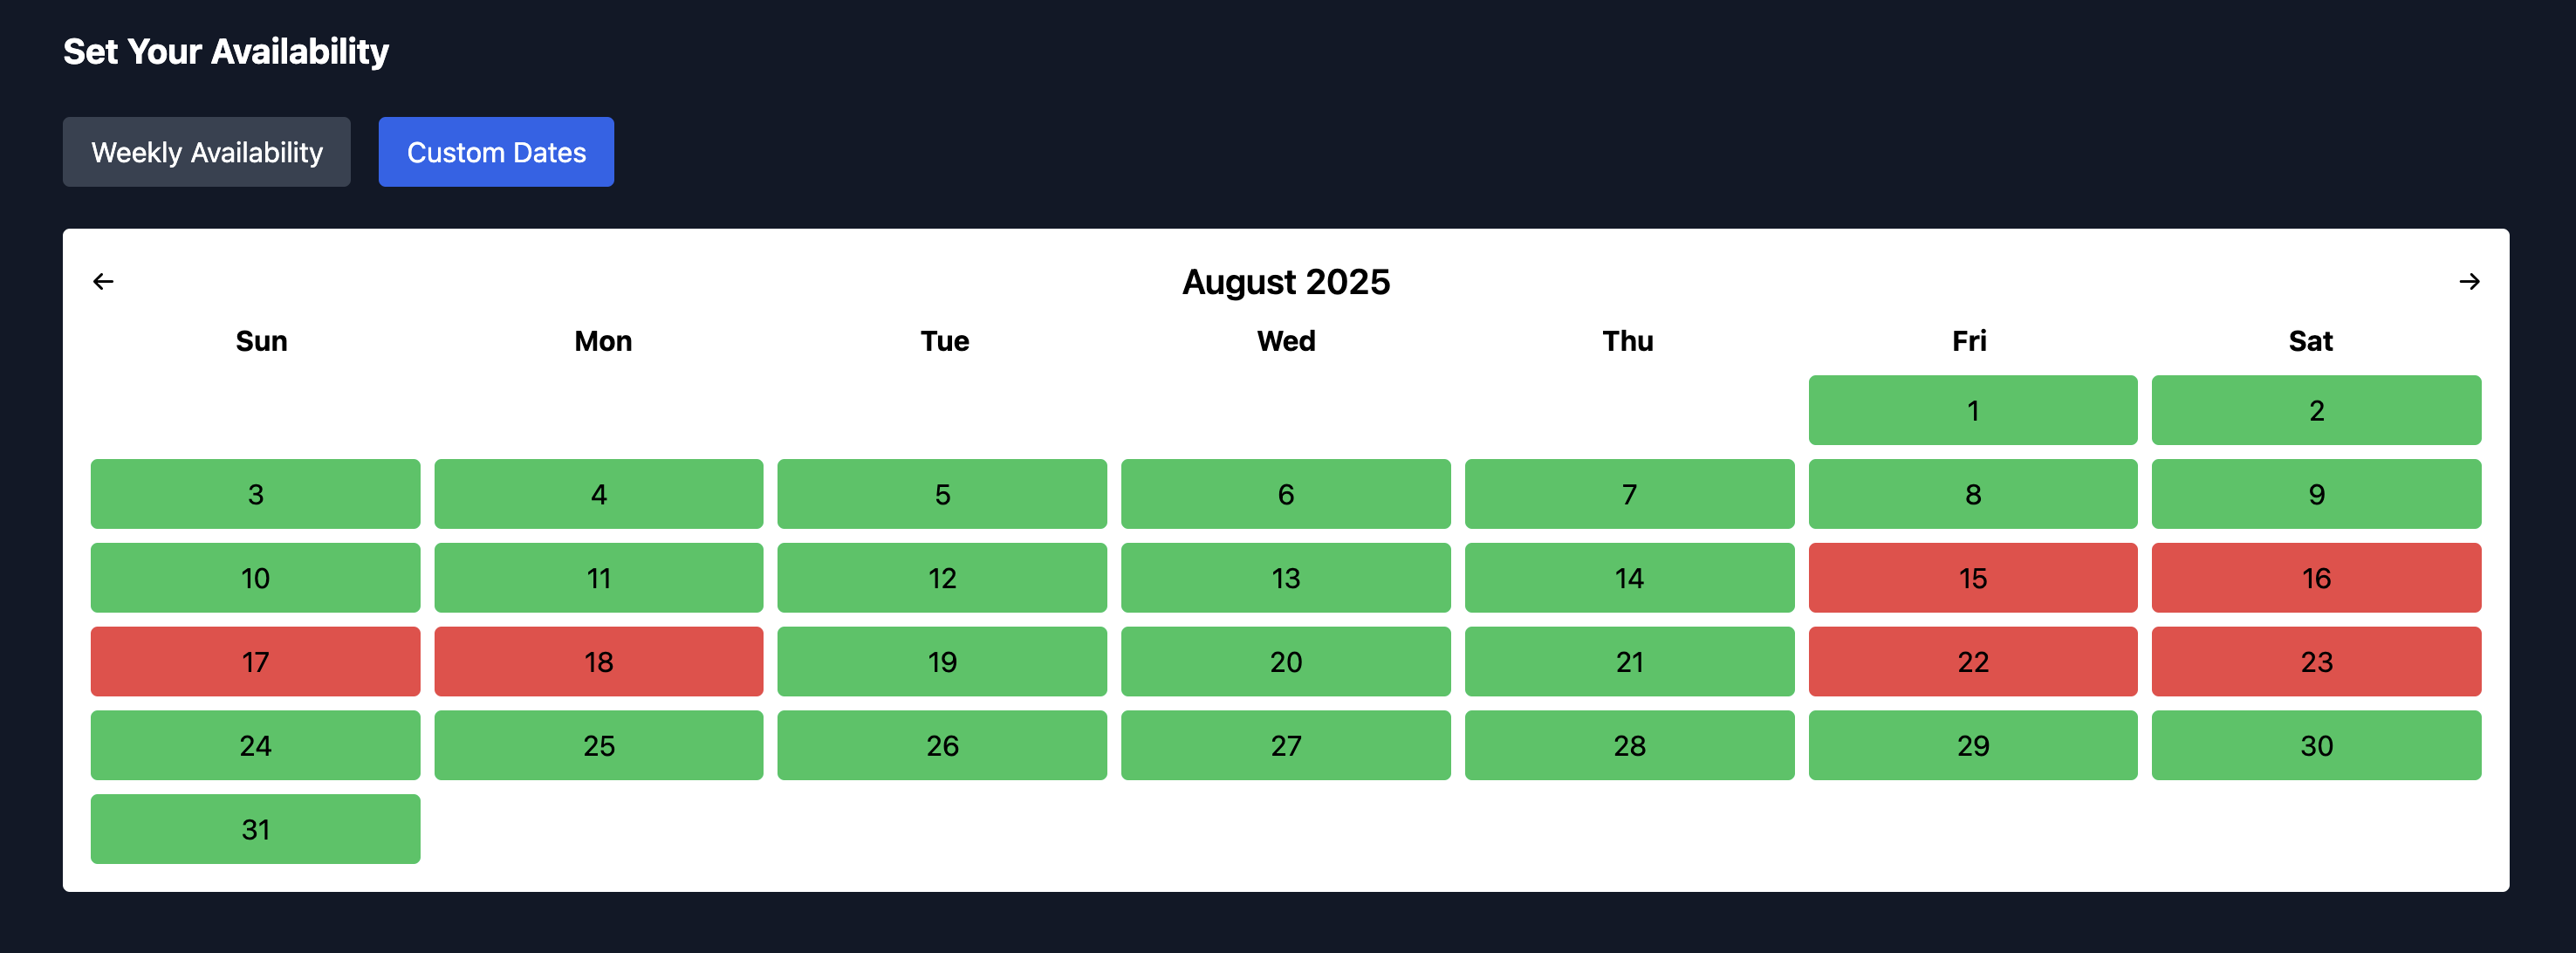 Set Your Availability
Weekly Availability Custom Dates
← August 2025 →
Sun Mon Tue Wed Thu Fri Sat
1 2
3 4 5 6 7 8 9
10 11 12 13 14 15 16
17 18 19 20 21 22 23
24 25 26 27 28 29 30
31